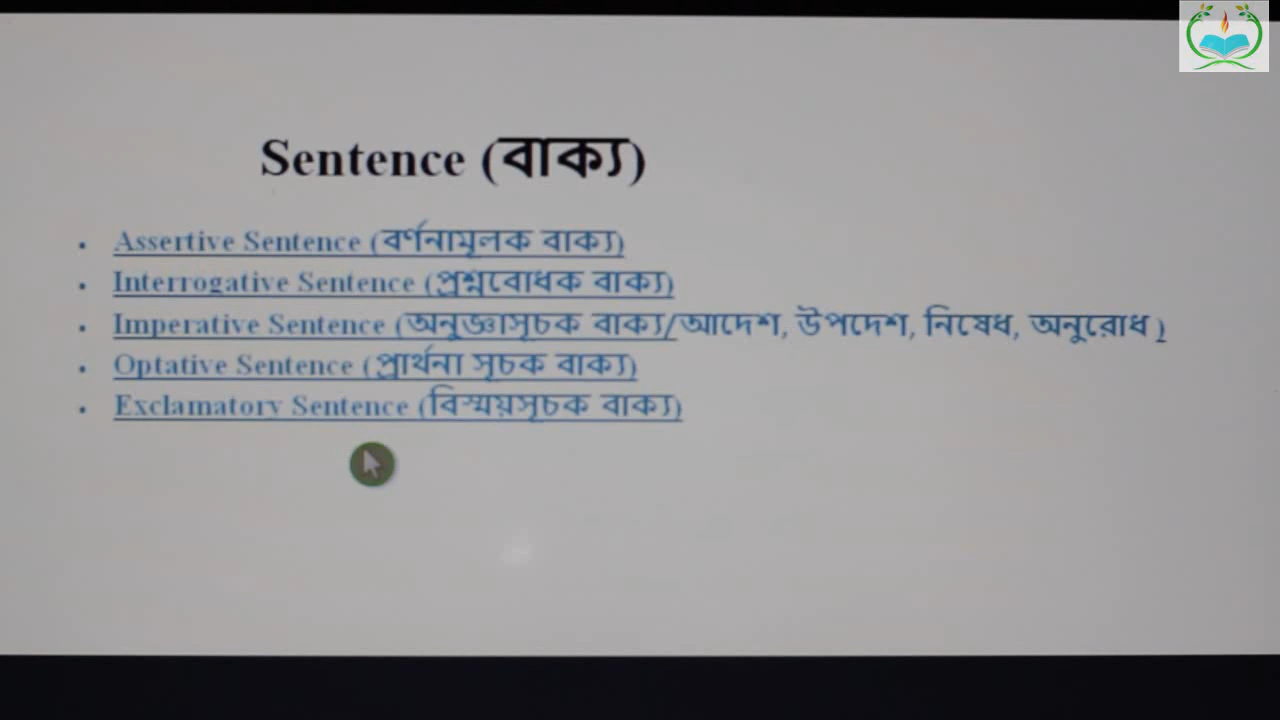 Sentence (বাক্য)
• Assertive Sentence (বর্ণনামূলক বাক্য)
• Interrogative Sentence (প্রশ্নবোধক বাক্য)
• Imperative Sentence (অনুজ্ঞাসূচক বাক্য/আদেশ, উপদেশ, নিষেধ, অনুরোধ )
• Optative Sentence (প্রার্থনা সূচক বাক্য)
• Exclamatory Sentence (বিস্ময়সূচক বাক্য)